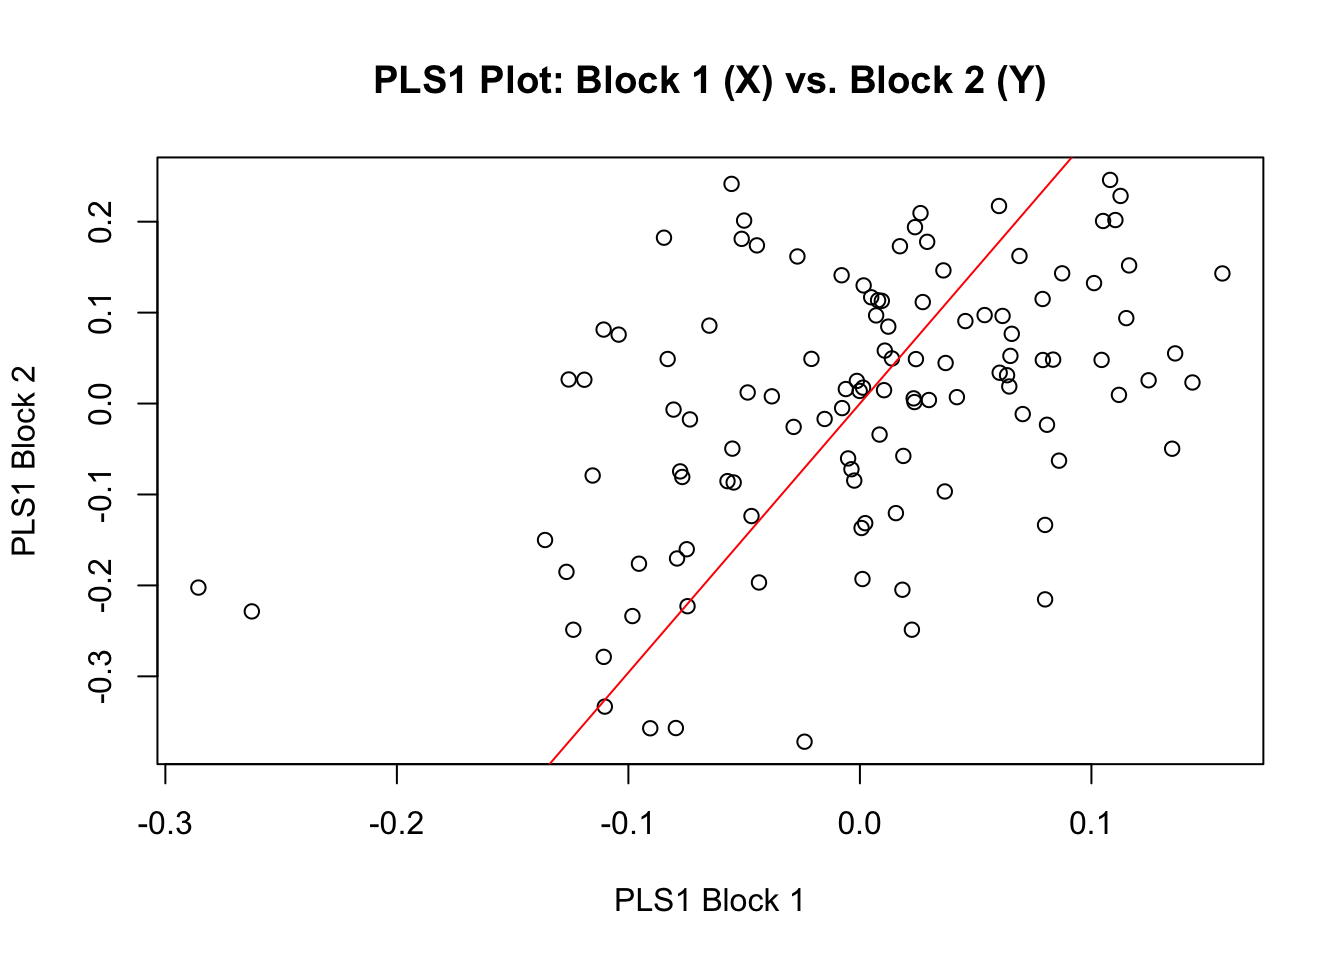 PLS1 Plot: Block 1 (X) vs. Block 2 (Y)
PLS1 Block 2
0.2
0.1
0.0
-0.1
-0.2
-0.3
-0.3 -0.2 -0.1 0.0 0.1
PLS1 Block 1